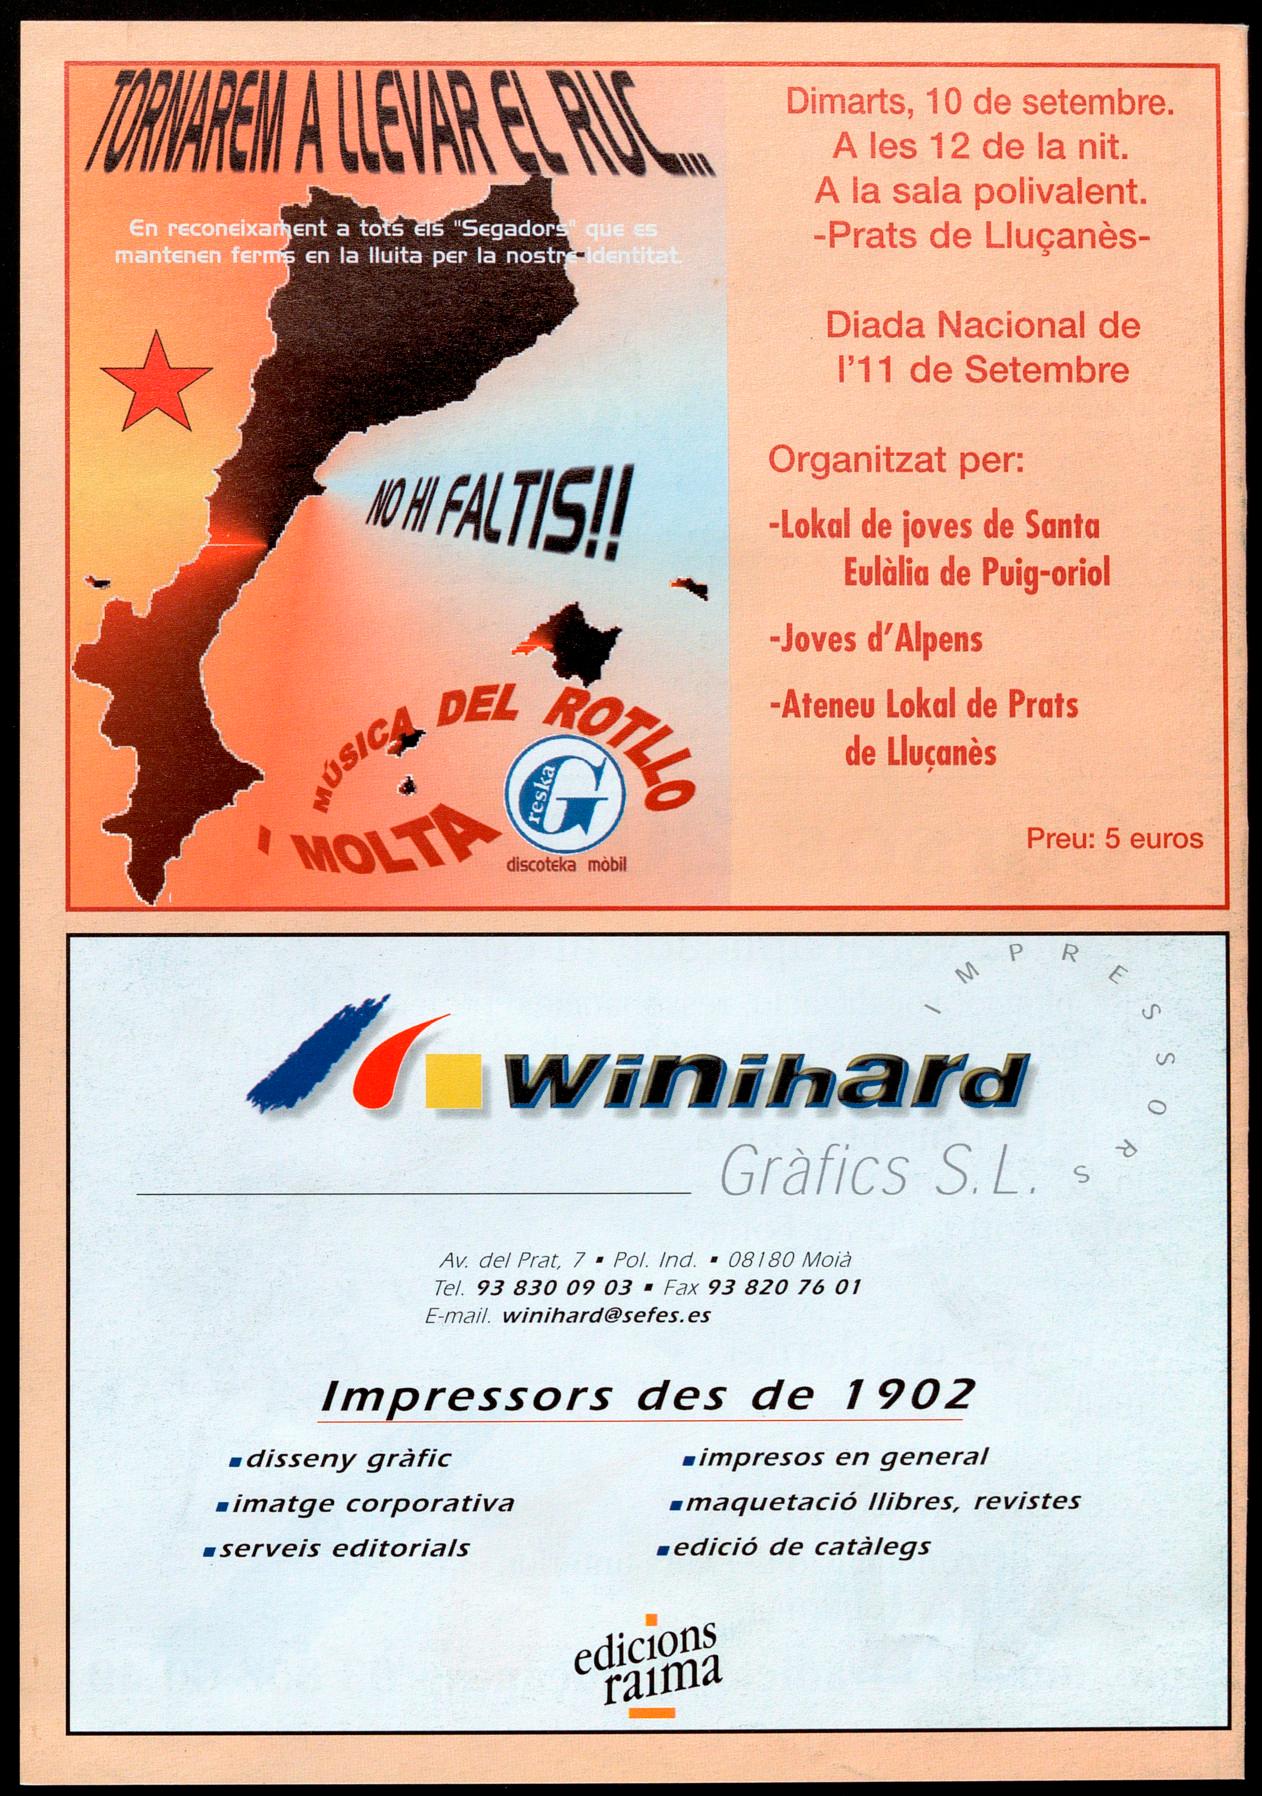 TORNAREM A LLEVAR EL RUC...
En reconeixament a tots els "Segadors" que es
mantenen ferms en la lluita per la nostre identitat.
NO HI FALTIS!!
I MOLTA MÚSICA DEL ROTLLO
Greska
discoteka mòbil
Dimarts, 10 de setembre.
A les 12 de la nit.
A la sala polivalent.
-Prats de Lluçanès-
Diada Nacional de
l'11 de Setembre
Organitzat per:
-Lokal de joves de Santa
Eulàlia de Puig-oriol
-Joves d'Alpens
-Ateneu Lokal de Prats
de Lluçanès
Preu: 5 euros
IMPRESSORS
winihard
Gràfics S.L.
Av. del Prat, 7 ▪ Pol. Ind. ▪ 08180 Moià
Tel. 93 830 09 03 ▪ Fax 93 820 76 01
E-mail. winihard@sefes.es
Impressors des de 1902
▪disseny gràfic
▪imatge corporativa
▪serveis editorials
▪impresos en general
▪maquetació llibres, revistes
▪edició de catàlegs
edicions
raima